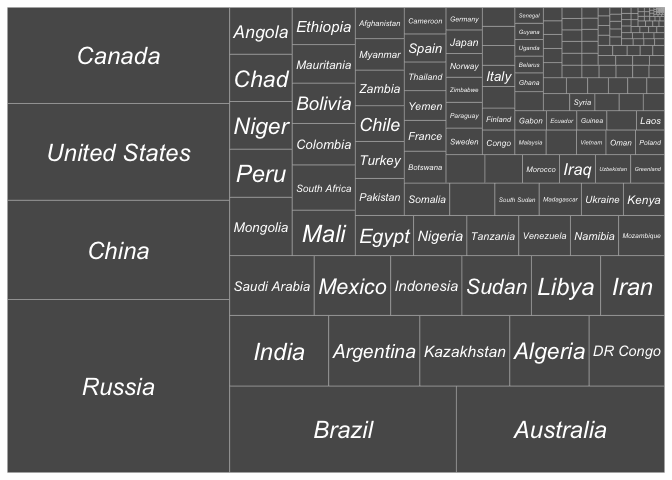 Canada
United States
China
Russia
Angola
Chad
Niger
Peru
Mongolia
Ethiopia
Mauritania
Bolivia
Colombia
South Africa
Mali
Afghanistan
Myanmar
Zambia
Chile
Turkey
Pakistan
Egypt
Cameroon
Spain
Thailand
Yemen
France
Botswana
Somalia
Nigeria
Germany
Japan
Norway
Zimbabwe
Paraguay
Sweden
Italy
Finland
Congo
Senegal
Guyana
Uganda
Belarus
Ghana
Gabon
Malaysia
Syria
Ecuador
Guinea
Laos
Vietnam
Oman
Poland
Morocco
Iraq
Uzbekistan
Greenland
South Sudan
Madagascar
Ukraine
Kenya
Tanzania
Venezuela
Namibia
Mozambique
Saudi Arabia
Mexico
Indonesia
Sudan
Libya
Iran
India
Argentina
Kazakhstan
Algeria
DR Congo
Brazil
Australia